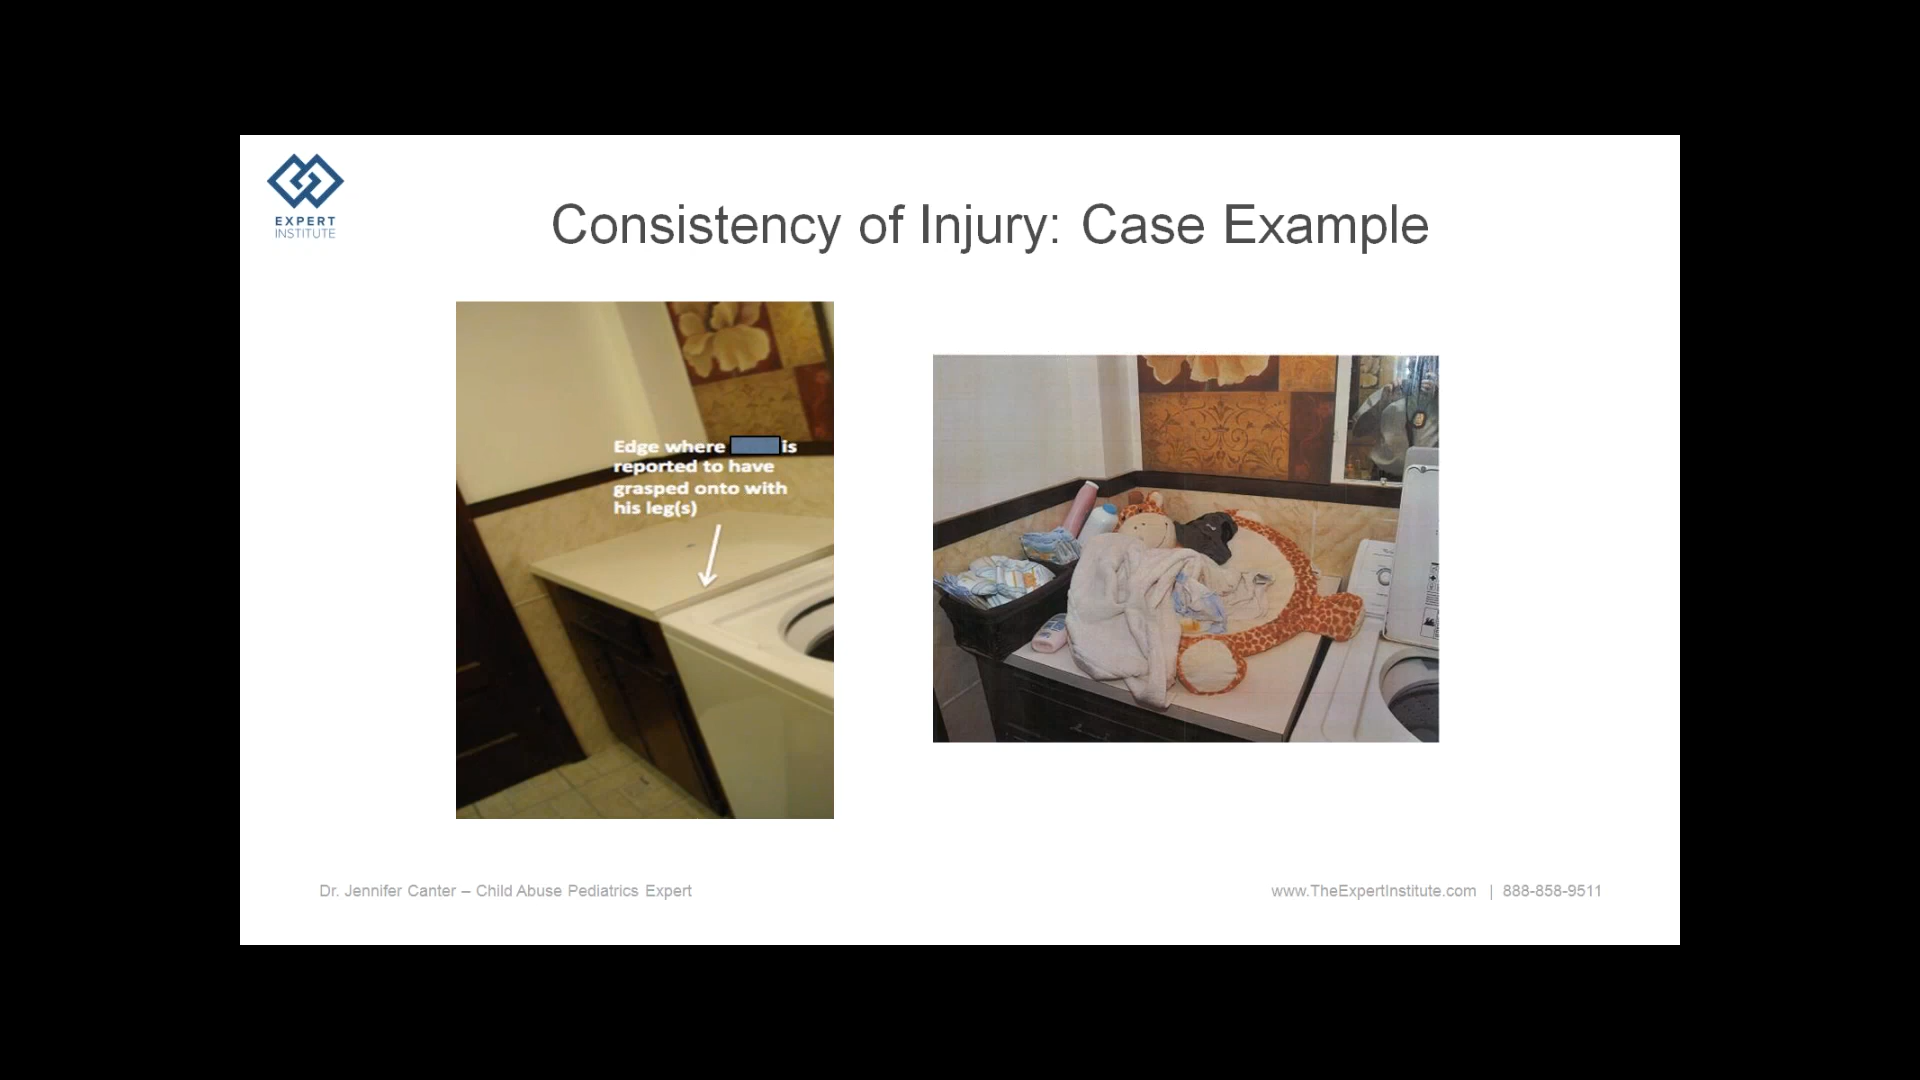 EXPERT
INSTITUTE
Consistency of Injury: Case Example
Edge where is
reported to have
grasped onto with
his leg(s)
Dr. Jennifer Canter – Child Abuse Pediatrics Expert
www.TheExpertInstitute.com | 888-858-9511